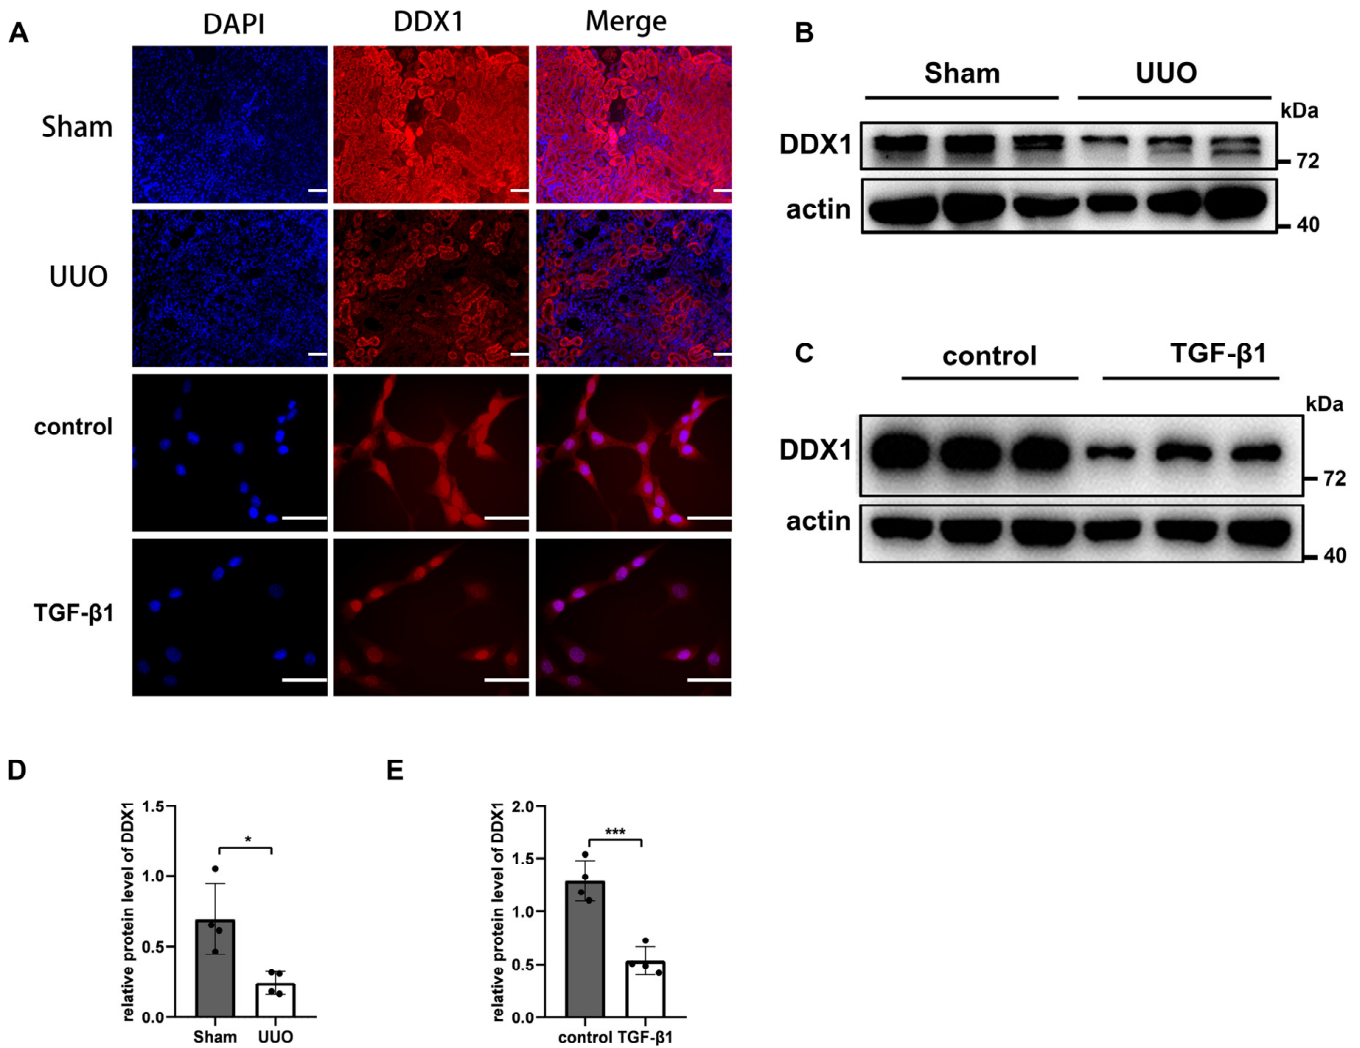 A
DAPI DDX1 Merge
Sham
UUO
control
TGF-β1
B
Sham UUO
kDa
DDX1
72
actin
40
C
control TGF-β1
kDa
DDX1
72
actin
40
D
relative protein level of DDX1
1.5
1.0
0.5
0.0
*
Sham UUO
E
relative protein level of DDX1
2.0
1.5
1.0
0.5
0.0
***
control TGF-β1